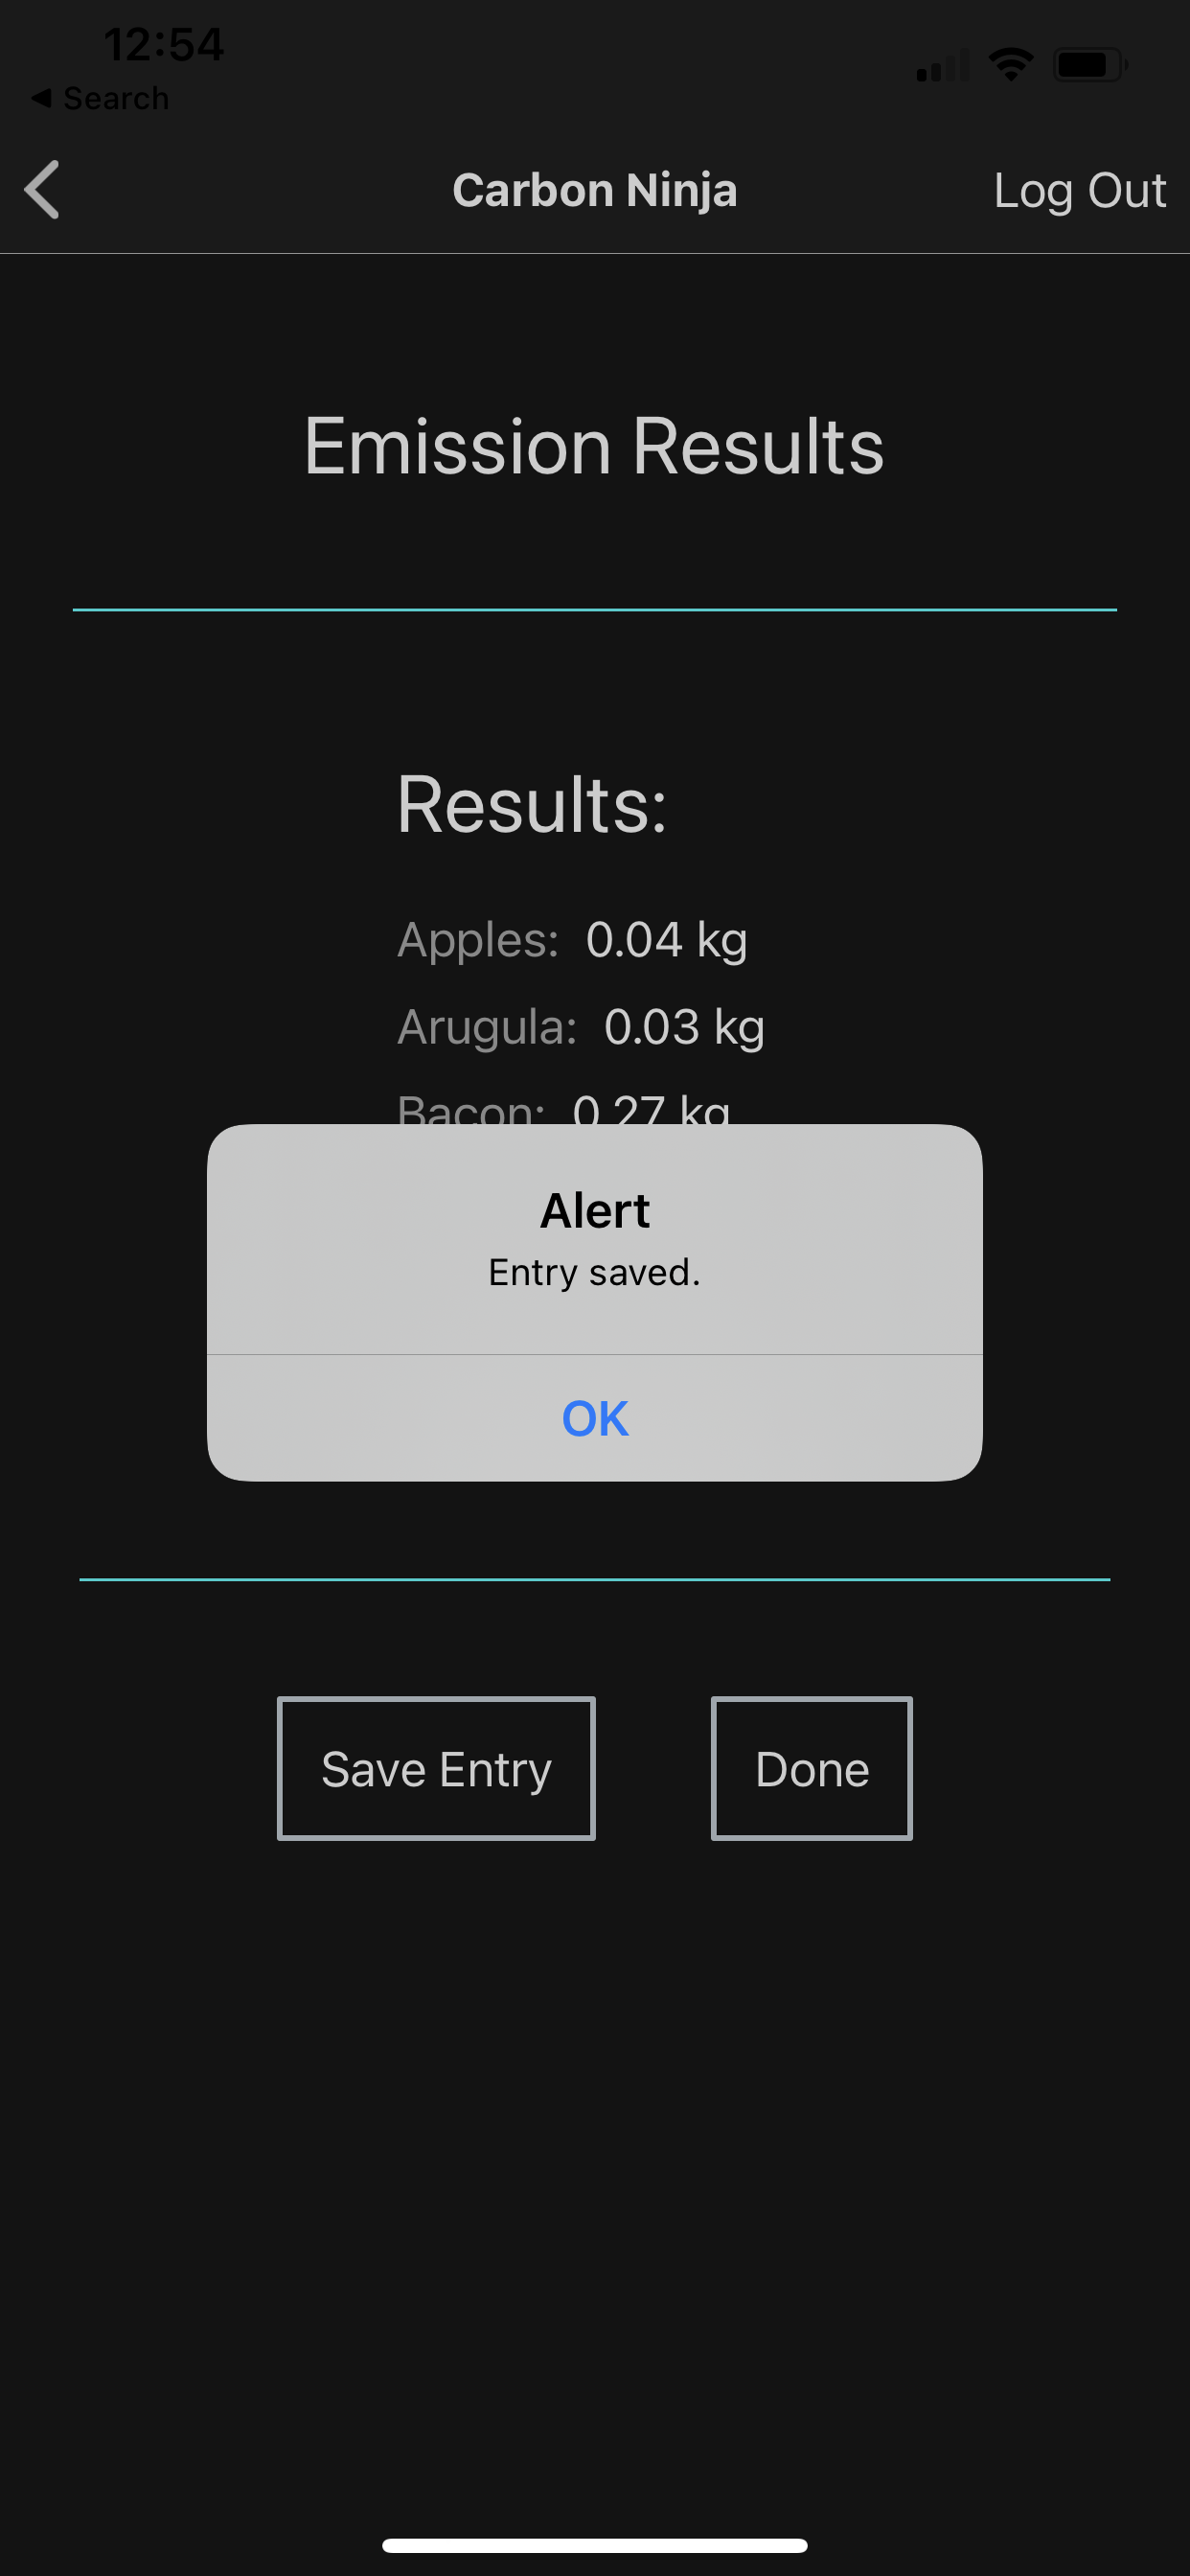 12:54
Search
Carbon Ninja
Log Out
Emission Results
Results:
Apples: 0.04 kg
Arugula: 0.03 kg
Bacon: 0.27 kg
Alert
Entry saved.
OK
Save Entry
Done